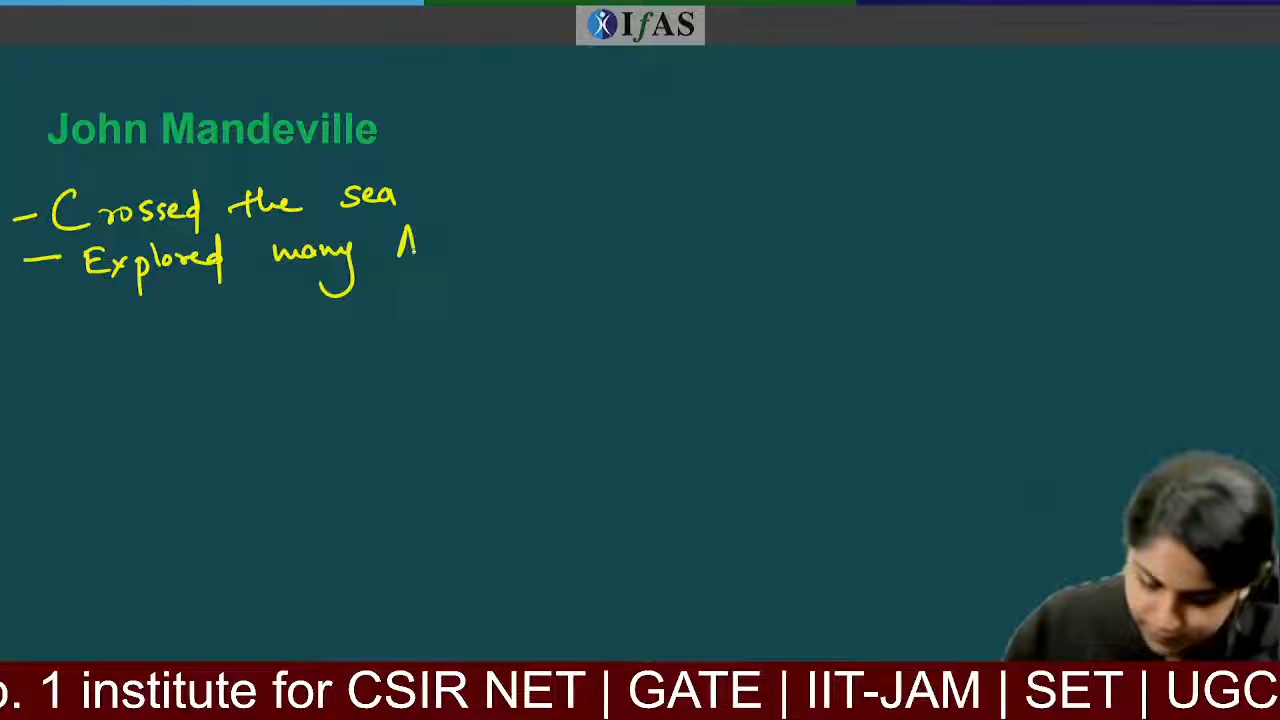 IfAS
John Mandeville
- Crossed the sea
- Explored many
o. 1 institute for CSIR NET | GATE | IIT-JAM | SET | UGC